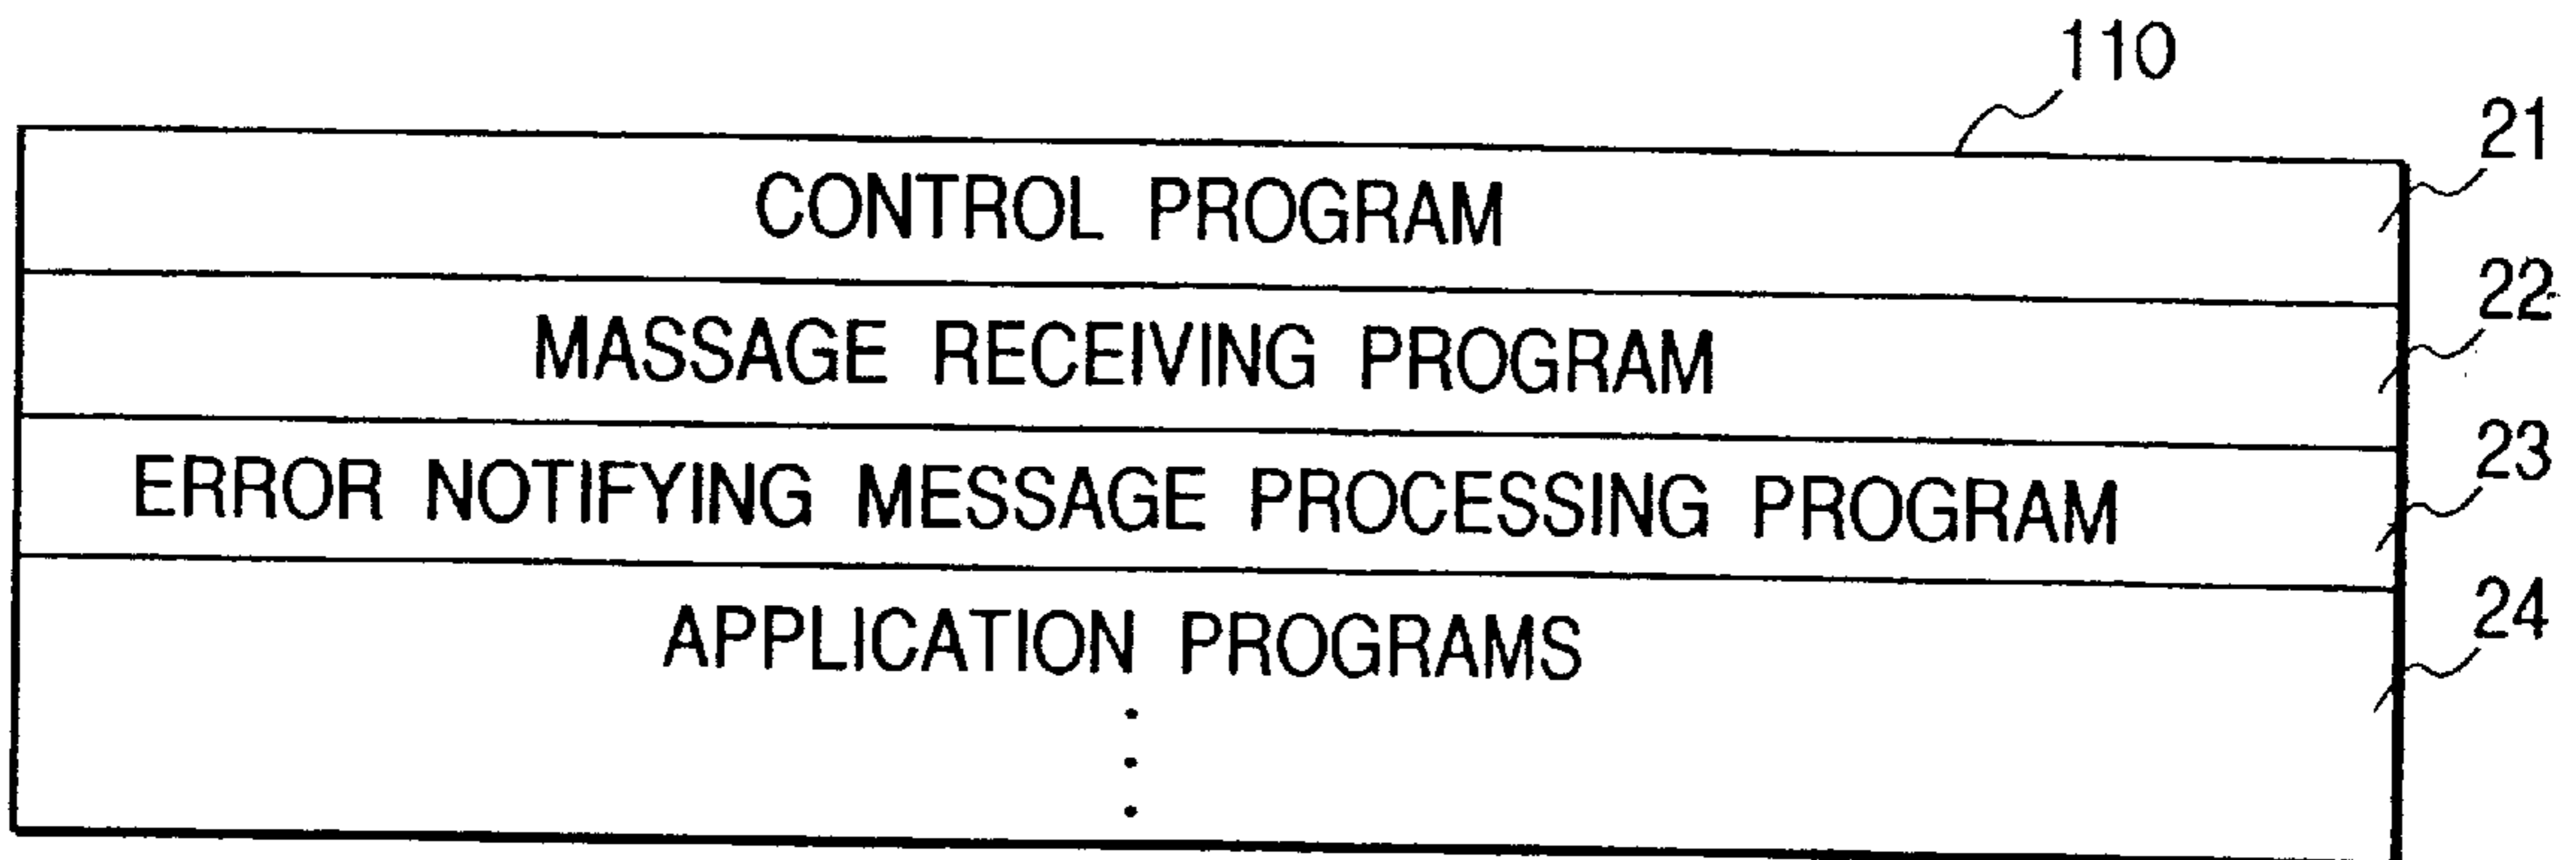 110
CONTROL PROGRAM 21
MASSAGE RECEIVING PROGRAM 22
ERROR NOTIFYING MESSAGE PROCESSING PROGRAM 23
APPLICATION PROGRAMS 24